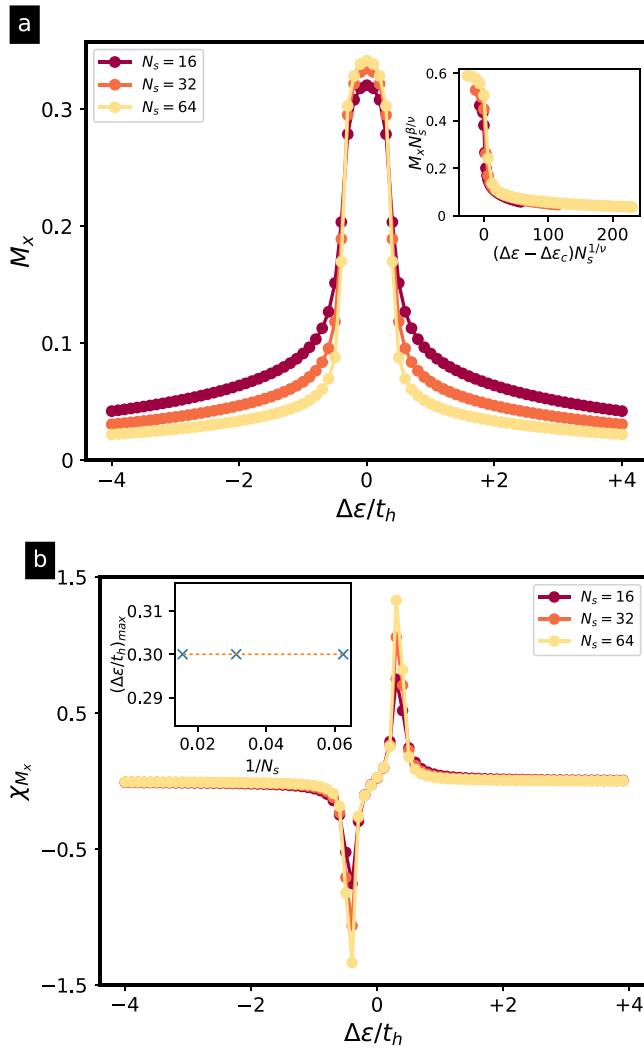 a
N_s = 16
N_s = 32
N_s = 64
0.3
0.2
0.1
0
M_x
−4
−2
0
+2
+4
Δε/t_h
0.6
0.4
0.2
0.0
M_x N_s^{β/ν}
0
100
200
(Δε − Δε_c)N_s^{1/ν}
b
1.5
0.5
−0.5
−1.5
χ_{M_x}
N_s = 16
N_s = 32
N_s = 64
0.31
0.30
0.29
(Δε/t_h)_{max}
0.02
0.04
0.06
1/N_s
−4
−2
0
+2
+4
Δε/t_h